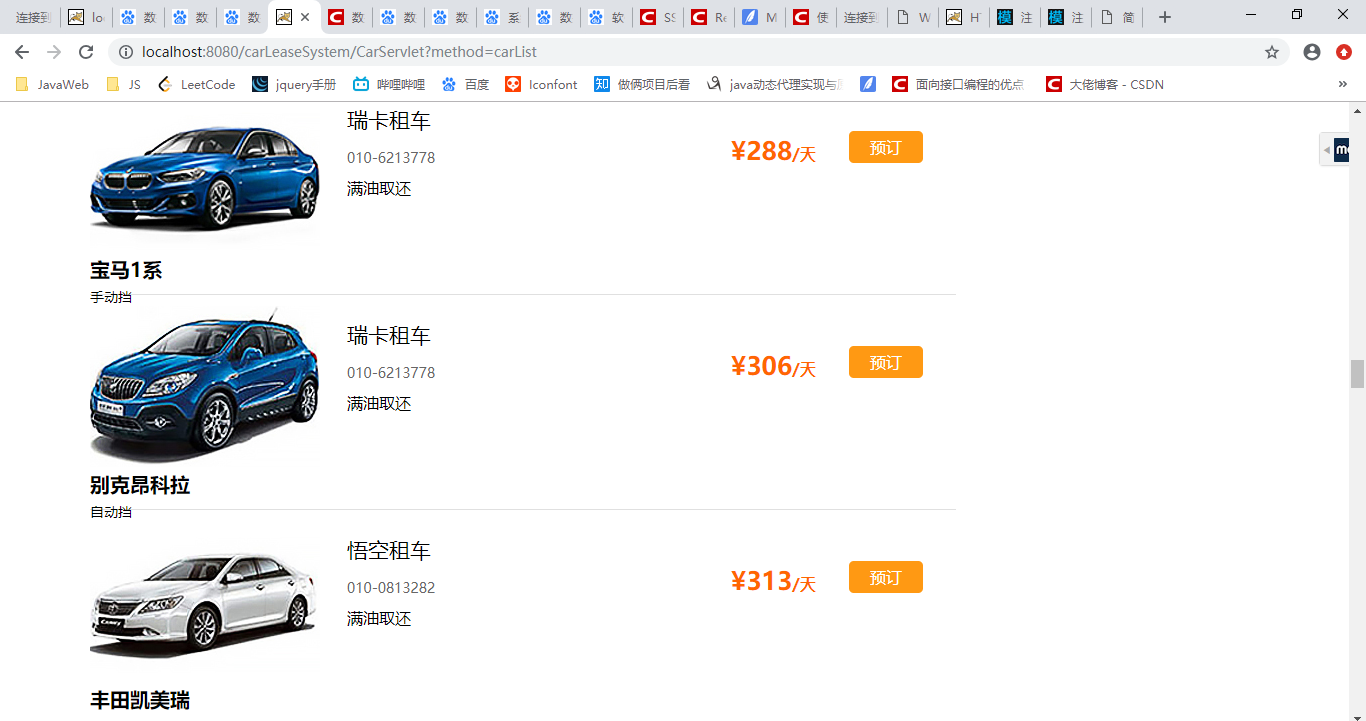 连接到 lo 数 数 数 数 数 数 系 数 软 SS Re M 使 连接到 W H 模 注 模 注 简
localhost:8080/carLeaseSystem/CarServlet?method=carList
JavaWeb JS LeetCode jquery手册 哔哩哔哩 百度 Iconfont 知 做俩项目后看 java动态代理实现与 面向接口编程的优点 大佬博客 - CSDN »
瑞卡租车
¥288/天 预订
010-6213778
满油取还
宝马1系
手动挡
瑞卡租车
¥306/天 预订
010-6213778
满油取还
别克昂科拉
自动挡
悟空租车
¥313/天 预订
010-0813282
满油取还
丰田凯美瑞